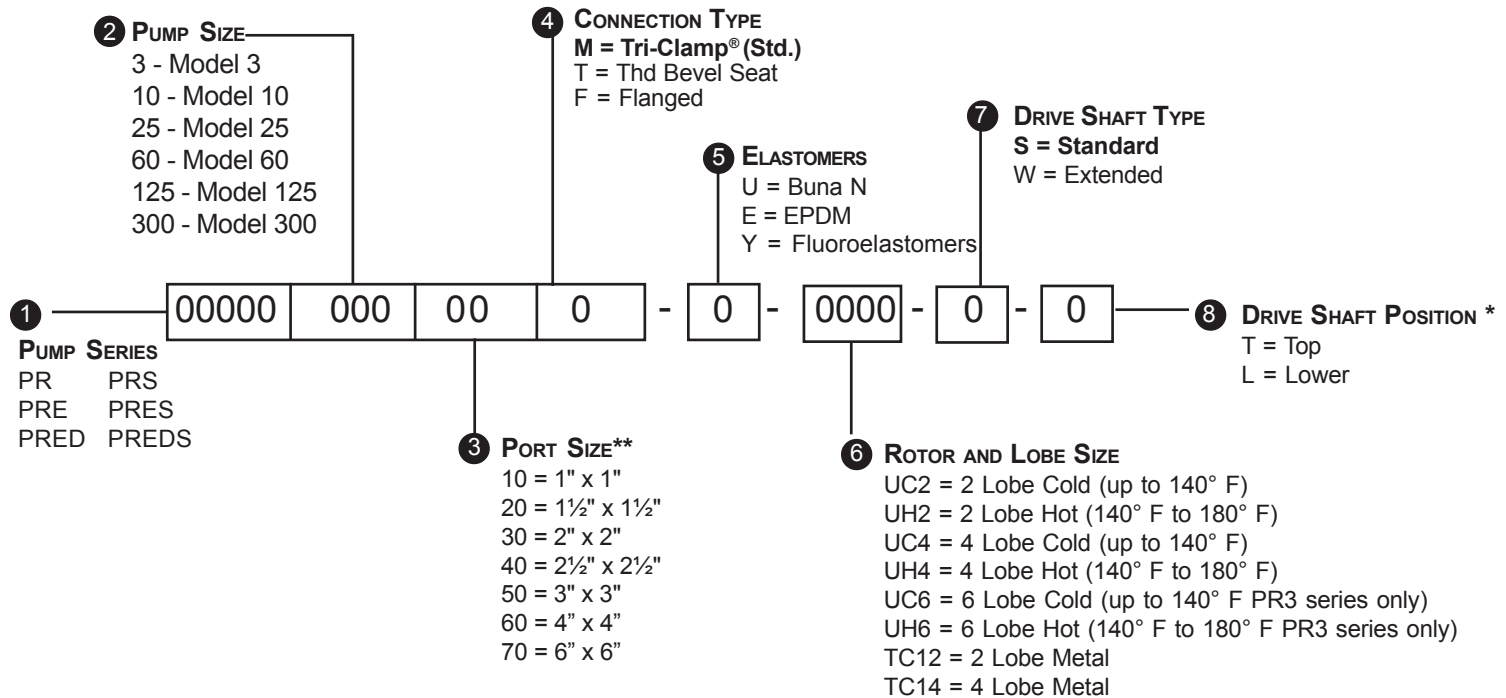 2 Pump Size
3 - Model 3
10 - Model 10
25 - Model 25
60 - Model 60
125 - Model 125
300 - Model 300
4 Connection Type
M = Tri-Clamp® (Std.)
T = Thd Bevel Seat
F = Flanged
5 Elastomers
U = Buna N
E = EPDM
Y = Fluoroelastomers
7 Drive Shaft Type
S = Standard
W = Extended
00000 000 00 0 - 0 - 0000 - 0 - 0
1
Pump Series
PR PRS
PRE PRES
PRED PREDS
3 Port Size**
10 = 1" x 1"
20 = 1½" x 1½"
30 = 2" x 2"
40 = 2½" x 2½"
50 = 3" x 3"
60 = 4” x 4”
70 = 6” x 6”
6 Rotor and Lobe Size
UC2 = 2 Lobe Cold (up to 140° F)
UH2 = 2 Lobe Hot (140° F to 180° F)
UC4 = 4 Lobe Cold (up to 140° F)
UH4 = 4 Lobe Hot (140° F to 180° F)
UC6 = 6 Lobe Cold (up to 140° F PR3 series only)
UH6 = 6 Lobe Hot (140° F to 180° F PR3 series only)
TC12 = 2 Lobe Metal
TC14 = 4 Lobe Metal
8 Drive Shaft Position *
T = Top
L = Lower